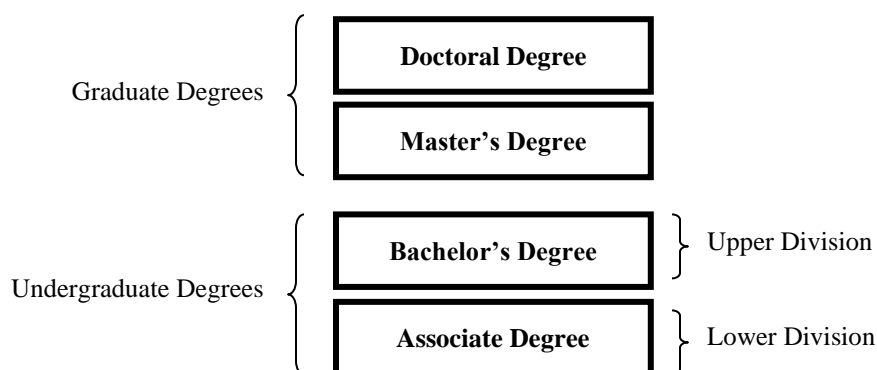 Doctoral Degree
Graduate Degrees
Master’s Degree
Bachelor’s Degree
Upper Division
Undergraduate Degrees
Associate Degree
Lower Division